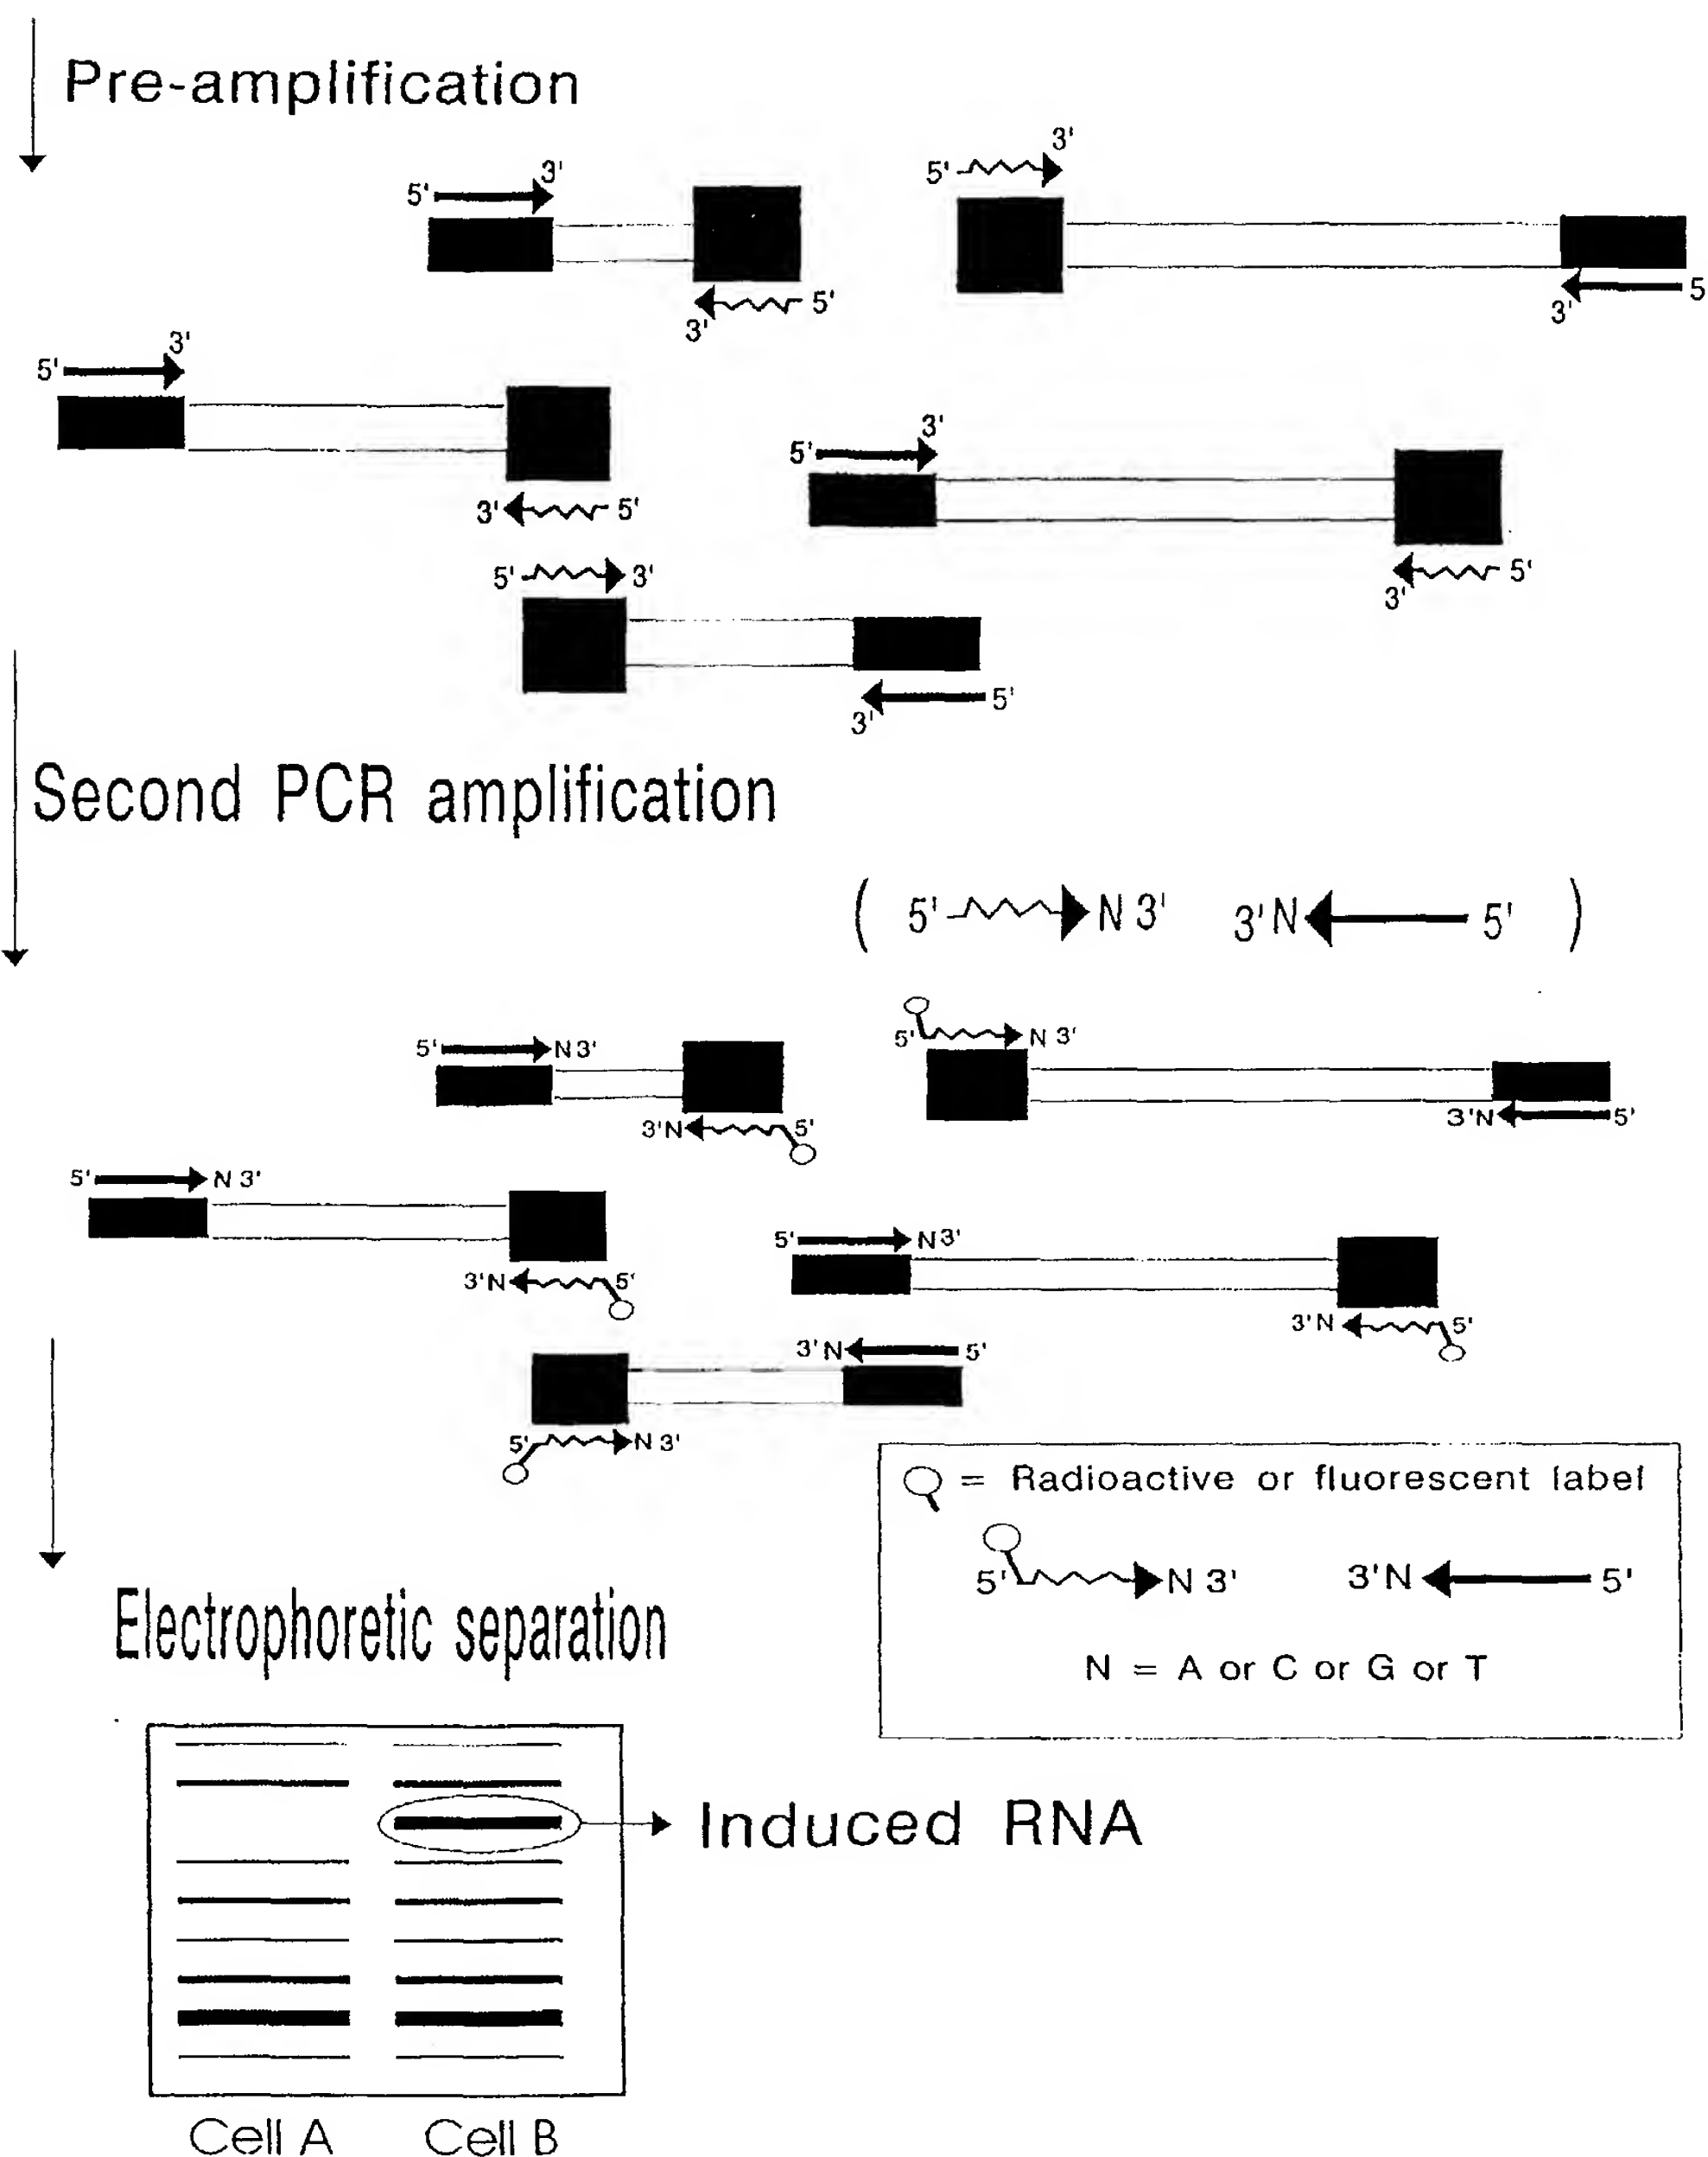 Pre-amplification
5' 3'
3' 5'
5' 3'
3' 5
5' 3'
3' 5'
5' 3'
3' 5'
5' 3'
3' 5'
Second PCR amplification
( 5' N 3' 3'N 5' )
5' N 3'
3'N 5'
5' N 3'
3'N 5'
5' N 3'
3'N 5'
5' N 3'
3'N 5'
3'N 5'
5' N 3'
= Radioactive or fluorescent label
5' N 3' 3'N 5'
N = A or C or G or T
Electrophoretic separation
Induced RNA
Cell A Cell B